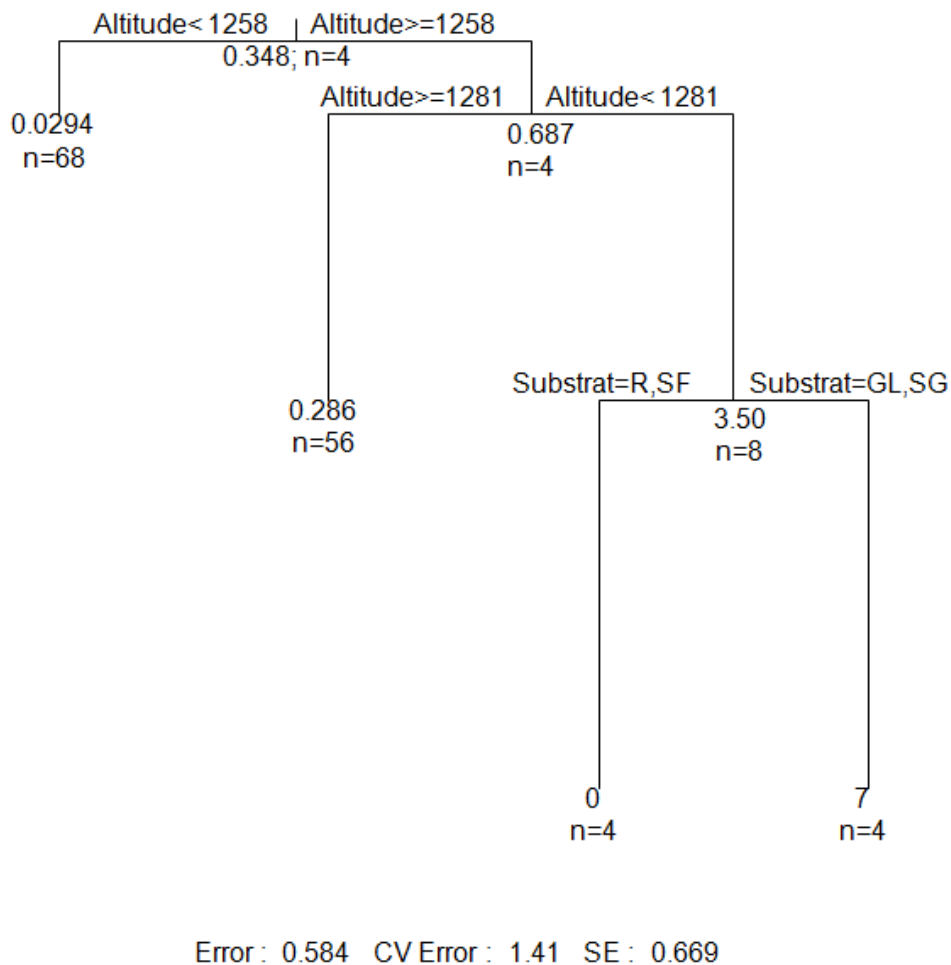 Altitude< 1258 Altitude>=1258
0.348; n=4
Altitude>=1281 Altitude< 1281
0.0294
n=68
0.687
n=4
Substrat=R,SF Substrat=GL,SG
0.286
n=56
3.50
n=8
0
n=4
7
n=4
Error : 0.584 CV Error : 1.41 SE : 0.669